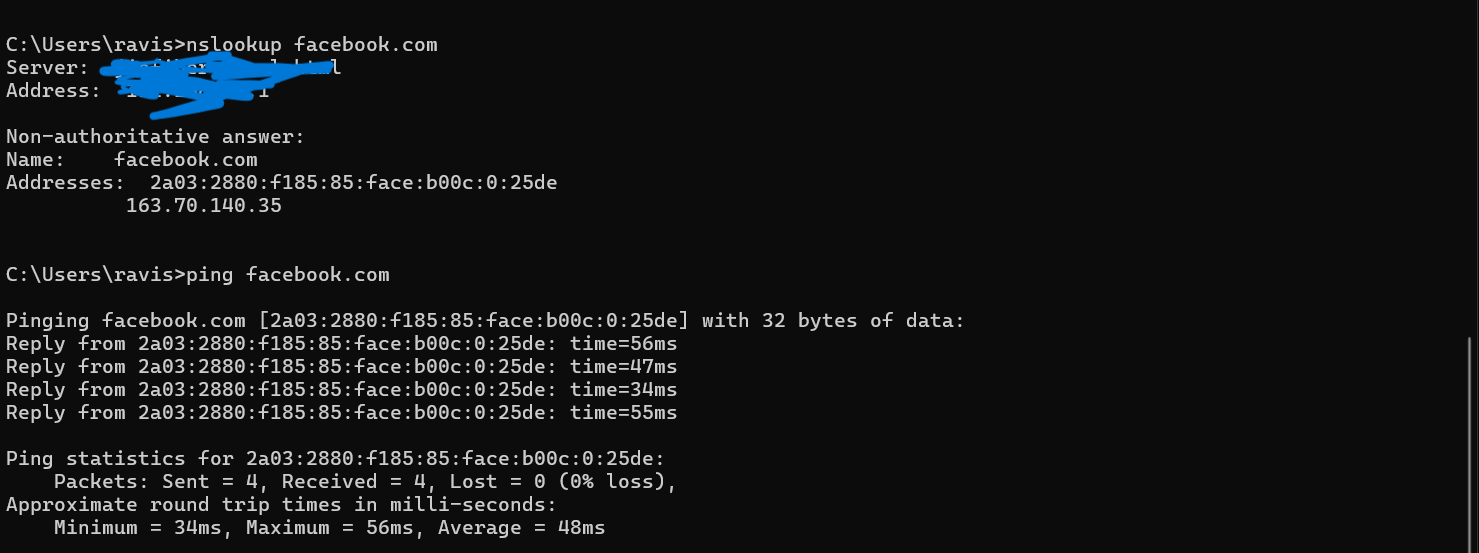 C:\Users\ravis>nslookup facebook.com
Server:
Address:
Non-authoritative answer:
Name:    facebook.com
Addresses:  2a03:2880:f185:85:face:b00c:0:25de
          163.70.140.35
C:\Users\ravis>ping facebook.com
Pinging facebook.com [2a03:2880:f185:85:face:b00c:0:25de] with 32 bytes of data:
Reply from 2a03:2880:f185:85:face:b00c:0:25de: time=56ms
Reply from 2a03:2880:f185:85:face:b00c:0:25de: time=47ms
Reply from 2a03:2880:f185:85:face:b00c:0:25de: time=34ms
Reply from 2a03:2880:f185:85:face:b00c:0:25de: time=55ms
Ping statistics for 2a03:2880:f185:85:face:b00c:0:25de:
    Packets: Sent = 4, Received = 4, Lost = 0 (0% loss),
Approximate round trip times in milli-seconds:
    Minimum = 34ms, Maximum = 56ms, Average = 48ms